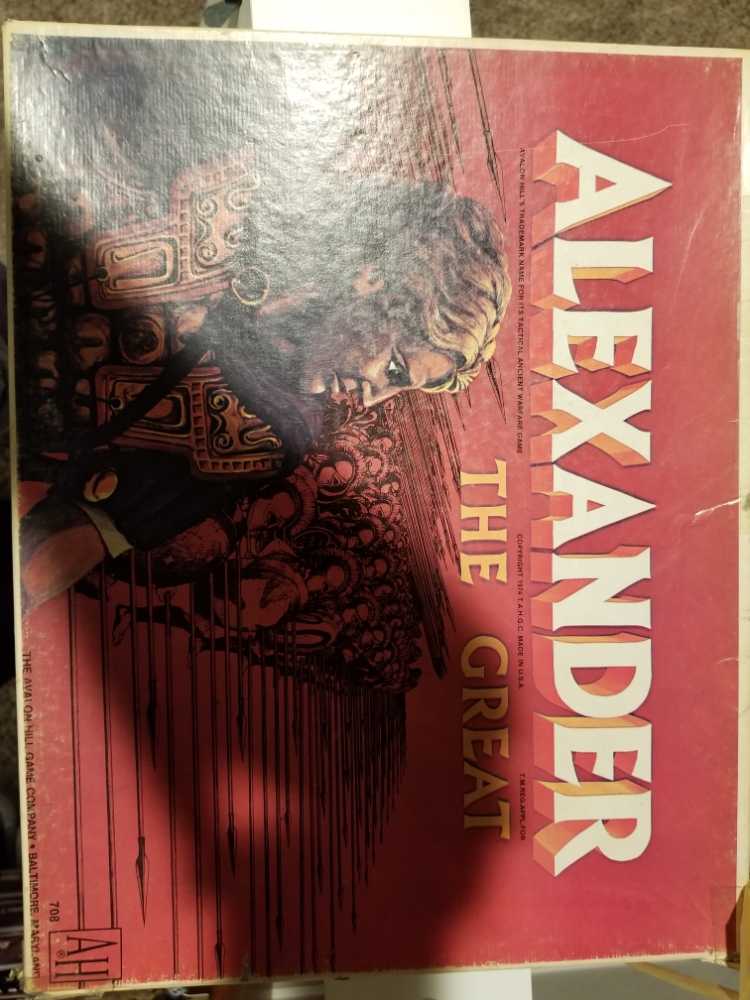 ALEXANDER
AVALON HILL'S TRADEMARK NAME FOR ITS TACTICAL ANCIENT WARFARE GAME COPYRIGHT 1974 T.A.H.G.C. MADE IN U.S.A. T.M.REG.APPL.FOR
THE GREAT
708
AH®
THE AVALON HILL GAME COMPANY • BALTIMORE, MARYLAND